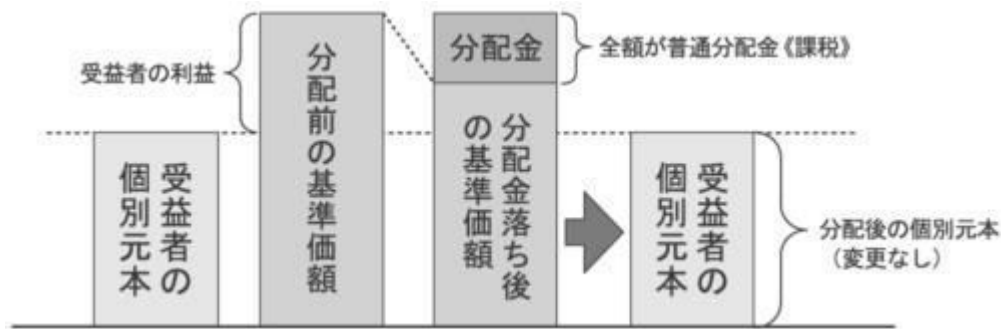 受益者の利益
受益者の
個別元本
分配前の基準価額
分配金
全額が普通分配金《課税》
分配金落ち後
の基準価額
受益者の
個別元本
分配後の個別元本
（変更なし）